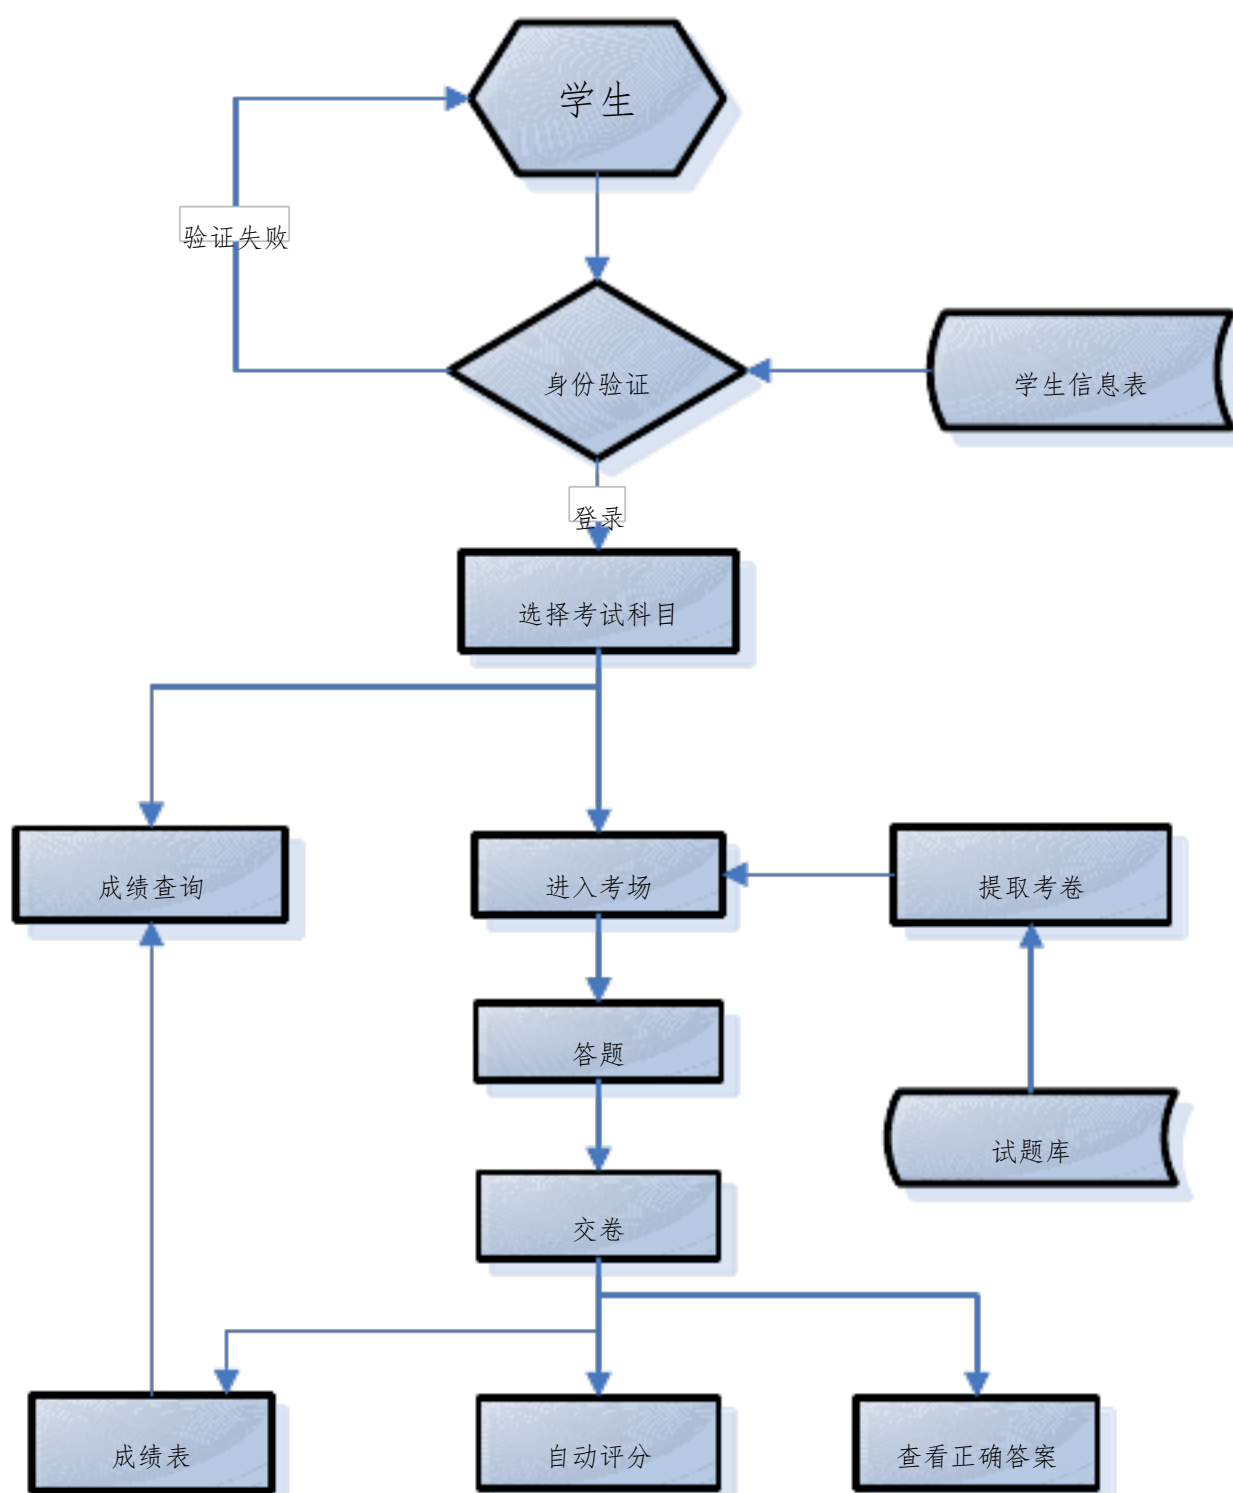 学生
验证失败
身份验证
学生信息表
登录
选择考试科目
成绩查询
进入考场
提取考卷
答题
试题库
交卷
成绩表
自动评分
查看正确答案